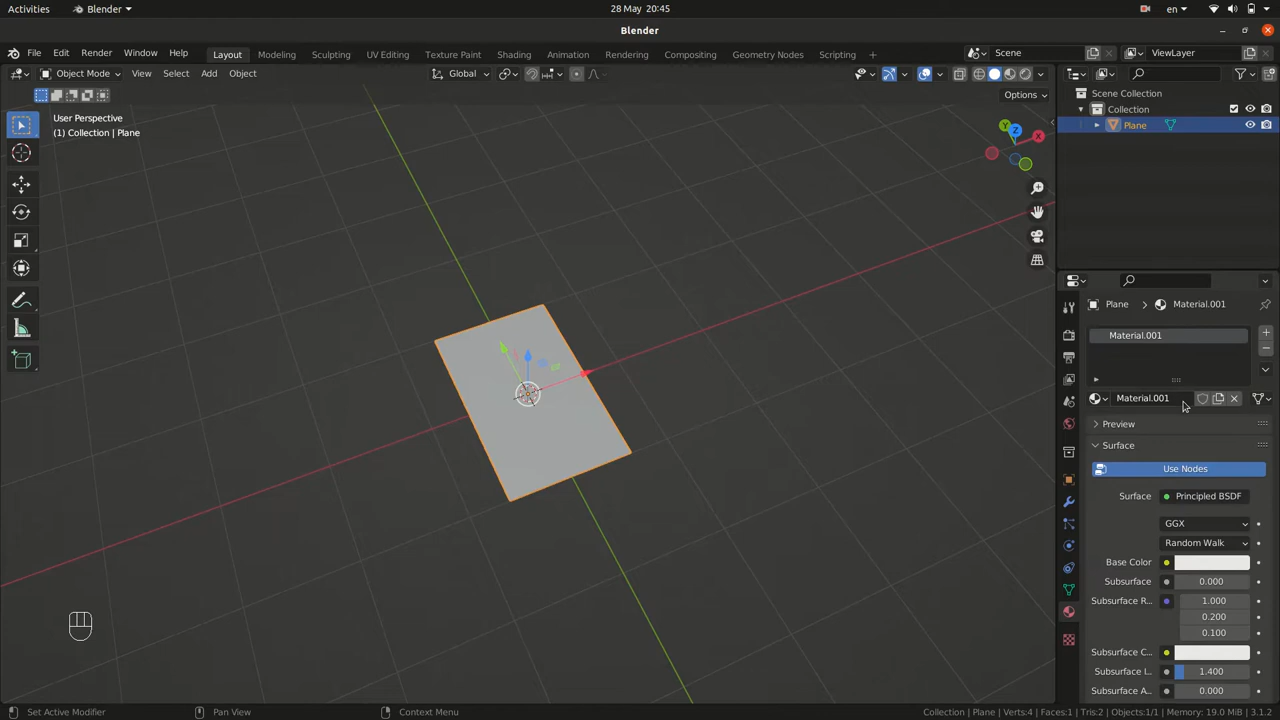 Activities Blender 28 May 20:45 en
Blender
File Edit Render Window Help Layout Modeling Sculpting UV Editing Texture Paint Shading Animation Rendering Compositing Geometry Nodes Scripting + Scene ViewLayer
Object Mode View Select Add Object Global
Options
User Perspective
(1) Collection | Plane
Scene Collection
Collection
Plane
X
Y
Z
Plane > Material.001
Material.001
Material.001
Preview
Surface
Use Nodes
Surface Principled BSDF
GGX
Random Walk
Base Color
Subsurface 0.000
Subsurface R... 1.000
0.200
0.100
Subsurface C...
Subsurface I... 1.400
Subsurface A... 0.000
Set Active Modifier Pan View Context Menu Collection | Plane | Verts:4 | Faces:1 | Tris:2 | Objects:1/1 | Memory: 19.0 MiB | 3.1.2